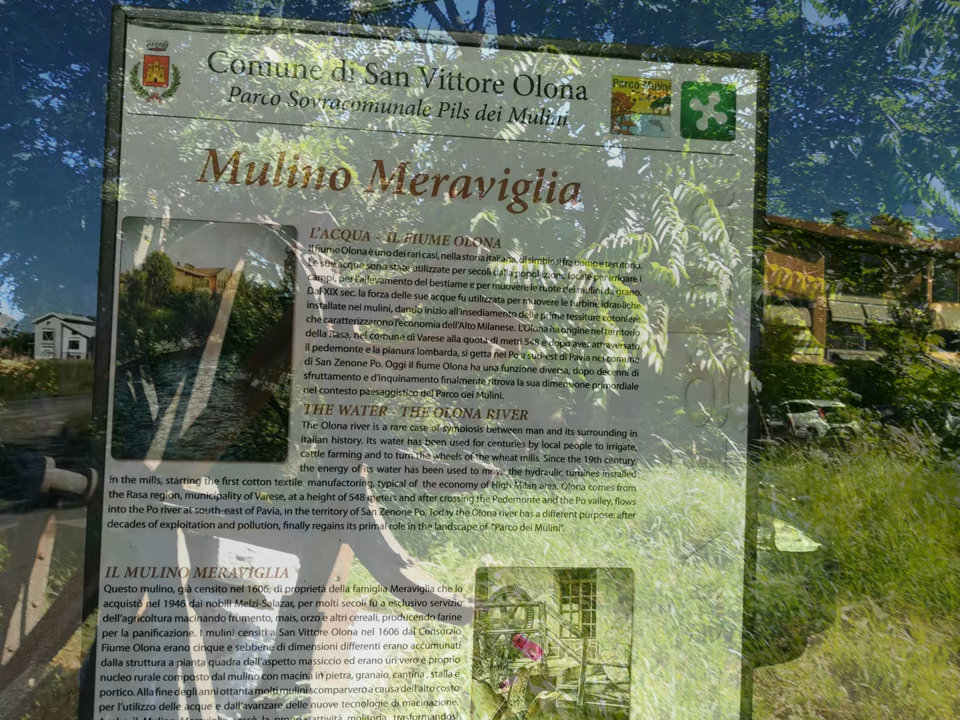 Comune di San Vittore Olona
Parco Sovracomunale Pils dei Mulini
Parco Mulini
Mulino Meraviglia
L'ACQUA - IL FIUME OLONA
Il fiume Olona è uno dei rari casi, nella storia italiana, di simbiosi fra uomo e territorio.
Le sue acque sono state utilizzate per secoli dalla popolazione locale per irrigare i
campi, per l'allevamento del bestiame e per muovere le ruote dei mulini da grano.
Dal XIX sec. la forza delle sue acque fu utilizzata per muovere le turbine idrauliche
installate nei mulini, dando inizio all'insediamento delle prime tessiture cotoniere
che caratterizzarono l'economia dell'Alto Milanese. L'Olona ha origine nel territorio
della Rasa, nel comune di Varese alla quota di metri 548 e dopo aver attraversato
il pedemonte e la pianura lombarda, si getta nel Po a sud-est di Pavia nel comune
di San Zenone Po. Oggi il fiume Olona ha una funzione diversa, dopo decenni di
sfruttamento e d'inquinamento finalmente ritrova la sua dimensione primordiale
nel contesto paesaggistico del Parco dei Mulini.
THE WATER - THE OLONA RIVER
The Olona river is a rare case of symbiosis between man and its surrounding in
italian history. Its water has been used for centuries by local people to irrigate,
cattle farming and to turn the wheels of the wheat mills. Since the 19th century,
the energy of its water has been used to move the hydraulic turbines installed
in the mills, starting the first cotton textile manufactoring, typical of the economy of High Milan area. Olona comes from
the Rasa region, municipality of Varese, at a height of 548 meters and after crossing the Pedemonte and the Po valley, flows
into the Po river at south-east of Pavia, in the territory of San Zenone Po. Today the Olona river has a different purpose: after
decades of exploitation and pollution, finally regains its primal role in the landscape of "Parco dei Mulini".
IL MULINO MERAVIGLIA
Questo mulino, già censito nel 1606, di proprietà della famiglia Meraviglia che lo
acquistò nel 1946 dai nobili Melzi-Salazar, per molti secoli fu a esclusivo servizio
dell'agricoltura macinando frumento, mais, orzo e altri cereali, producendo farine
per la panificazione. I mulini censiti a San Vittore Olona nel 1606 dal Consorzio
Fiume Olona erano cinque e sebbene di dimensioni differenti erano accumunati
dalla struttura a pianta quadra dall'aspetto massiccio ed erano un vero e proprio
nucleo rurale composto dal mulino con macina in pietra, granaio, cantina, stalla e
portico. Alla fine degli anni ottanta molti mulini scomparvero a causa dell'alto costo
per l'utilizzo delle acque e dall'avanzare delle nuove tecnologie di macinazione.
Anche il Mulino Meraviglia cessò la propria attività molitoria, trasformandosi